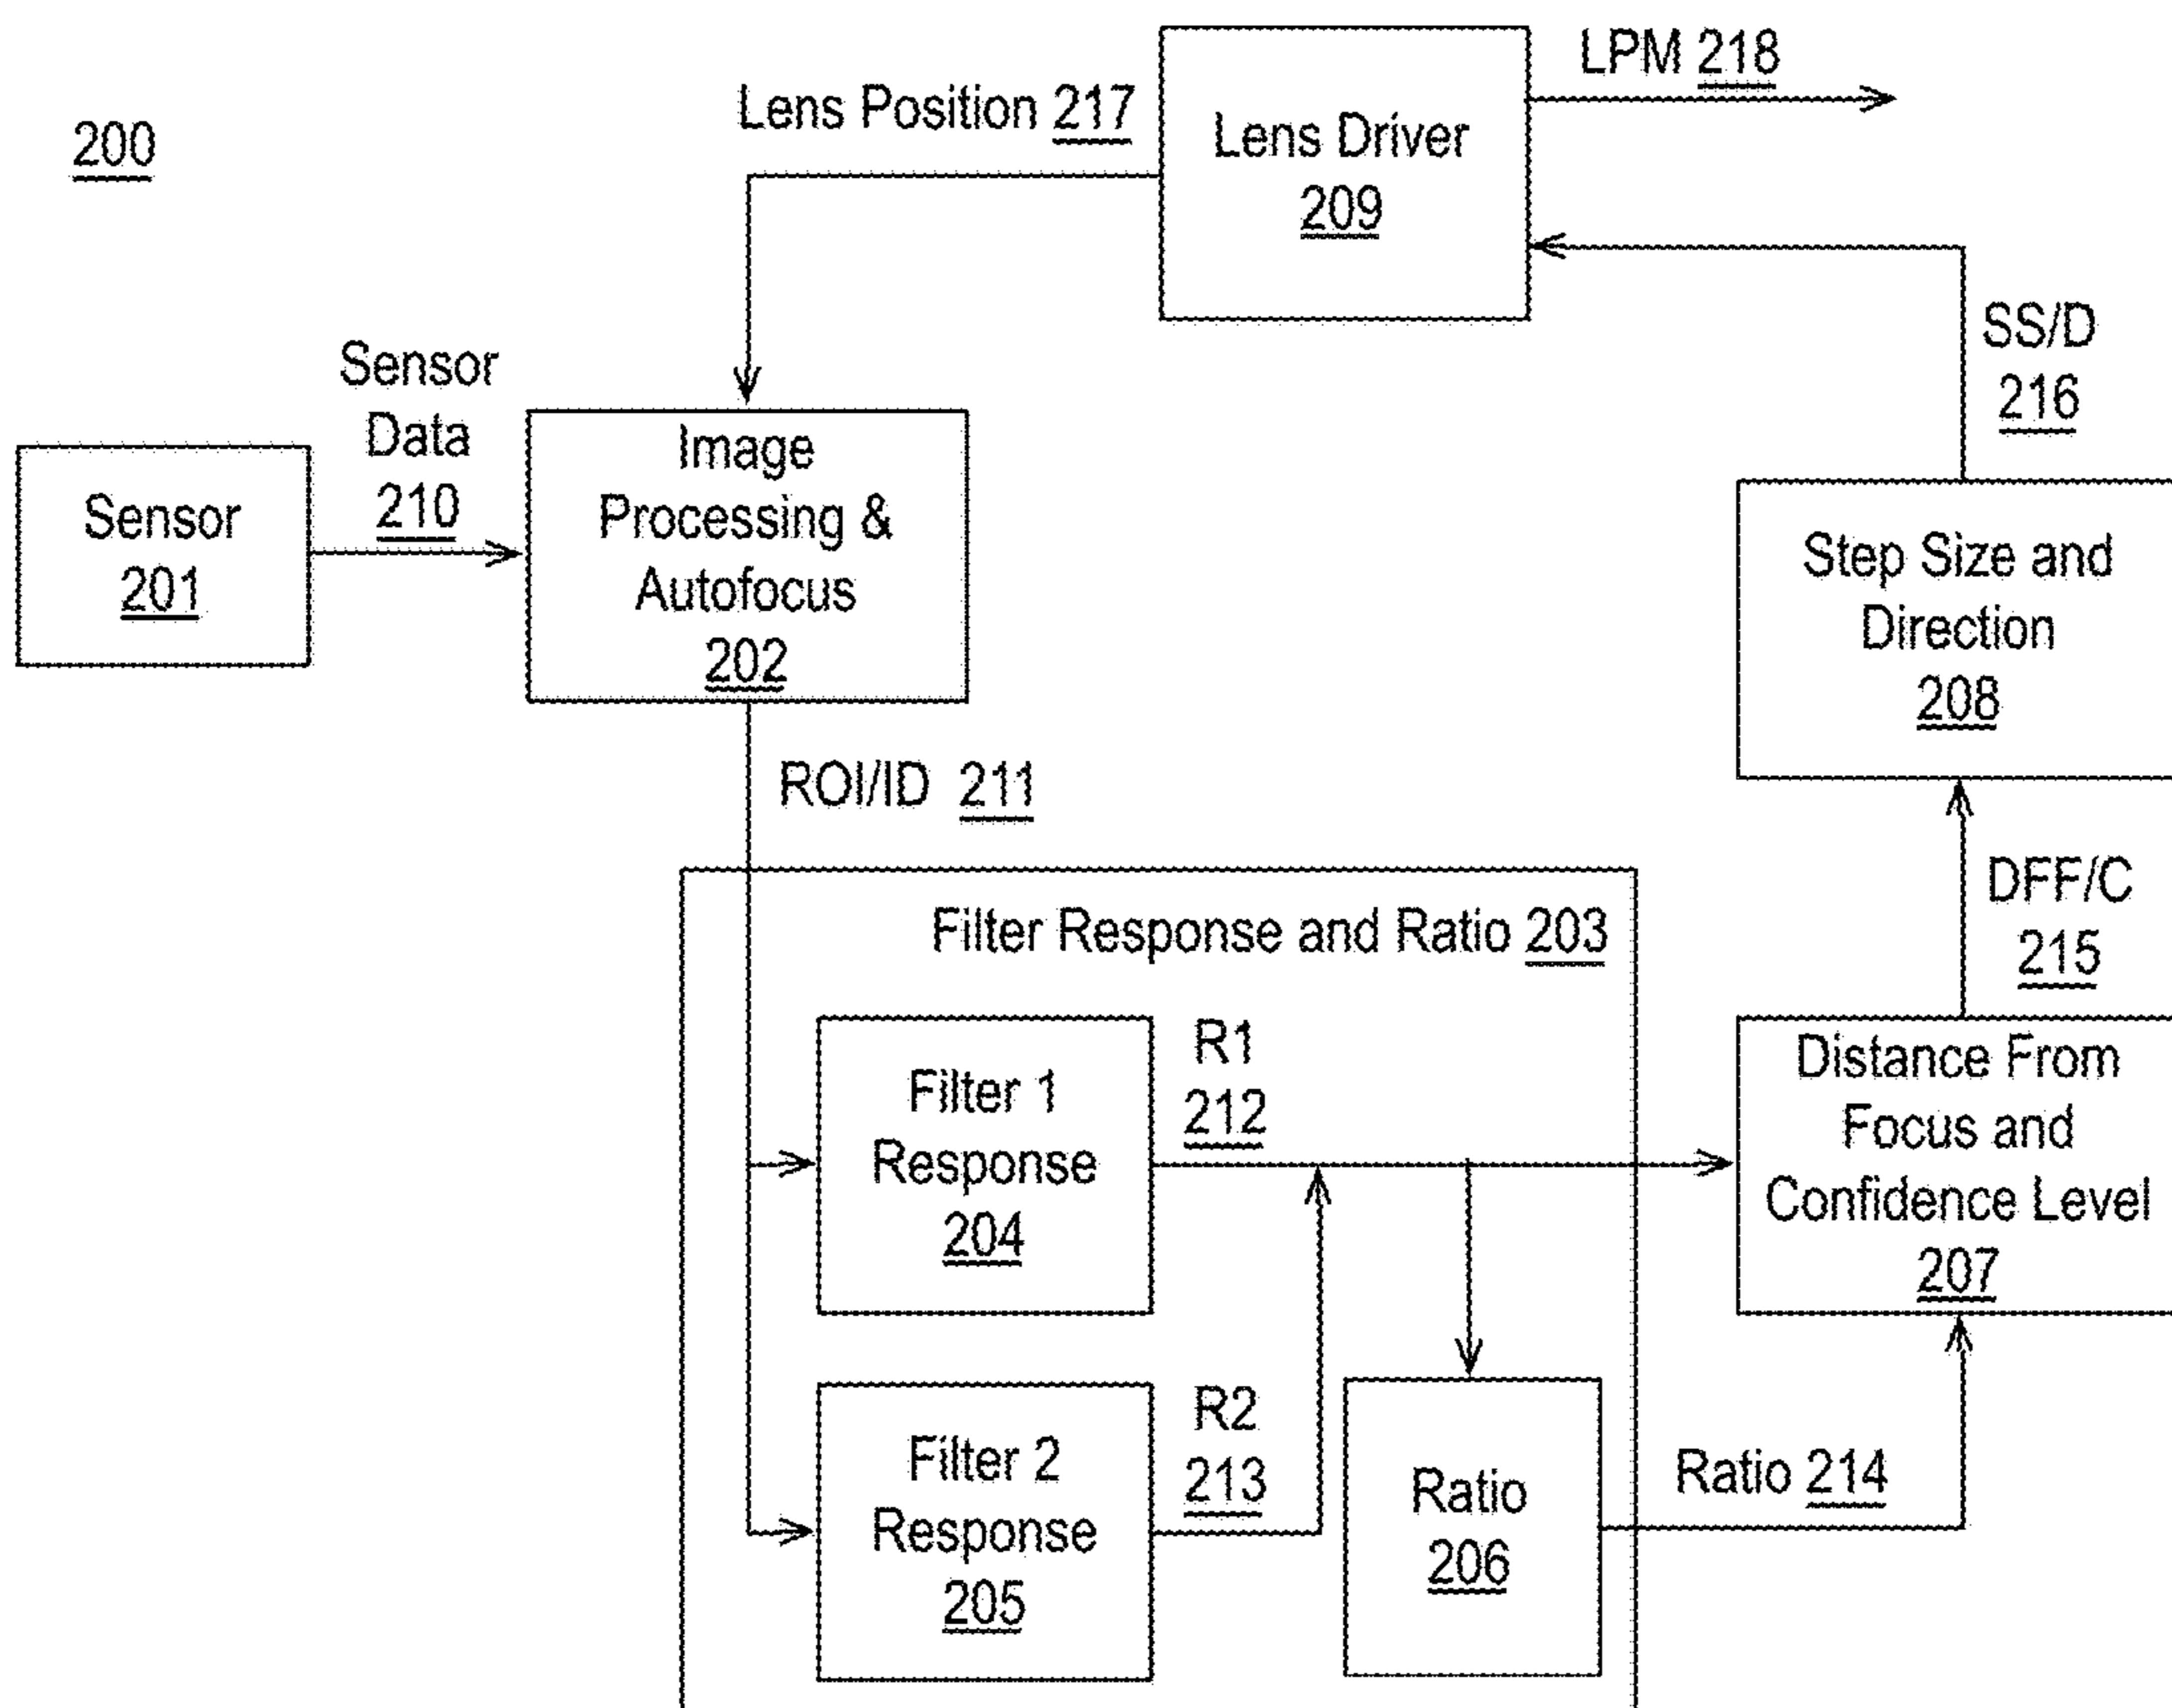 200
Lens Position 217
Lens Driver
209
LPM 218
SS/D
216
Sensor
Data
210
Sensor
201
Image
Processing &
Autofocus
202
Step Size and
Direction
208
ROI/ID 211
DFF/C
215
Filter Response and Ratio 203
Filter 1
Response
204
R1
212
Distance From
Focus and
Confidence Level
207
Filter 2
Response
205
R2
213
Ratio
206
Ratio 214